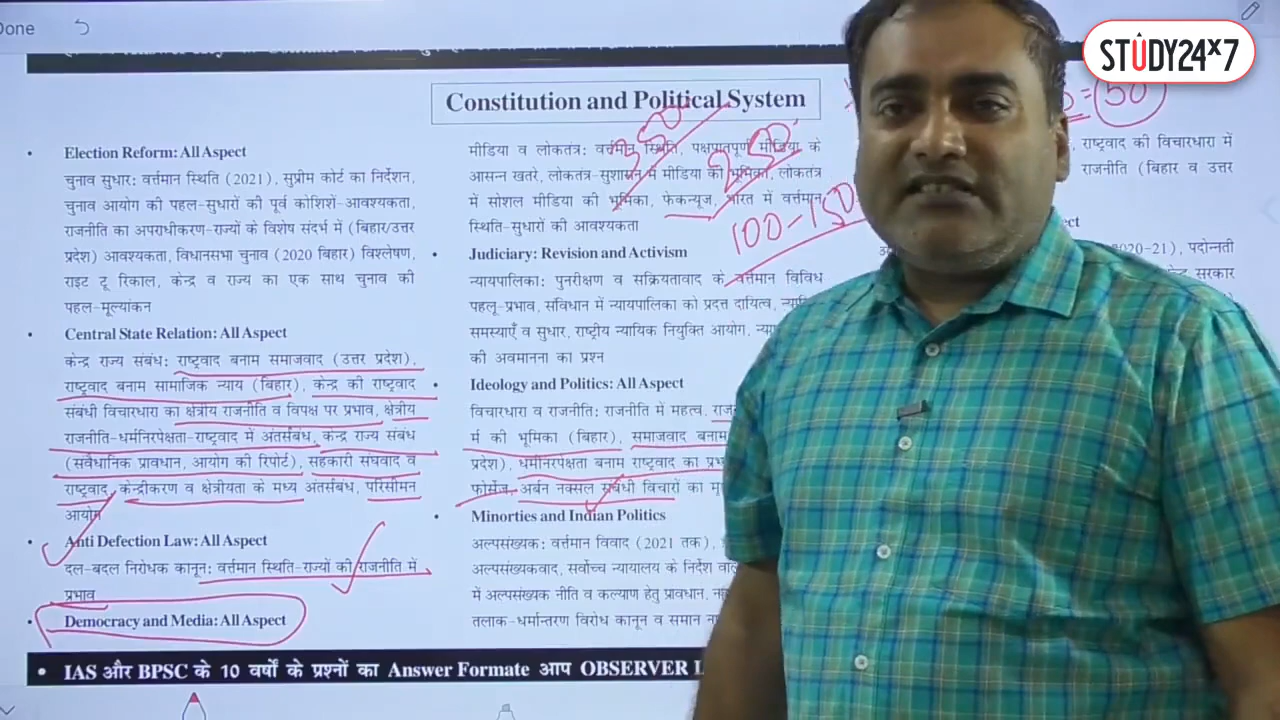 Done
STUDY24x7
Constitution and Political System
=50
350
250
100-150
• Election Reform: All Aspect
चुनाव सुधार: वर्तमान स्थिति (2021), सुप्रीम कोर्ट का निर्देशन,
चुनाव आयोग की पहल-सुधारों की पूर्व कोशिशें-आवश्यकता,
राजनीति का अपराधीकरण-राज्यों के विशेष संदर्भ में (बिहार/उत्तर
प्रदेश) आवश्यकता, विधानसभा चुनाव (2020 बिहार) विश्लेषण,
राइट टू रिकाल, केन्द्र व राज्य का एक साथ चुनाव की
पहल-मूल्यांकन
• Central State Relation: All Aspect
केन्द्र राज्य संबंध: राष्ट्रवाद बनाम समाजवाद (उत्तर प्रदेश),
राष्ट्रवाद बनाम सामाजिक न्याय (बिहार), केन्द्र की राष्ट्रवाद
संबंधी विचारधारा का क्षेत्रीय राजनीति व विपक्ष पर प्रभाव, क्षेत्रीय
राजनीति-धर्मनिरपेक्षता-राष्ट्रवाद में अंतर्संबंध, केन्द्र राज्य संबंध
(संवैधानिक प्रावधान, आयोग की रिपोर्ट), सहकारी संघवाद व
राष्ट्रवाद, केन्द्रीकरण व क्षेत्रीयता के मध्य अंतर्संबंध, परिसीमन
आयोग
• Anti Defection Law: All Aspect
दल-बदल निरोधक कानून: वर्तमान स्थिति-राज्यों की राजनीति में
प्रभाव
• Democracy and Media: All Aspect
मीडिया व लोकतंत्र: वर्तमान स्थिति, पक्षपातपूर्ण मीडिया के
आसन्न खतरे, लोकतंत्र-सुशासन में मीडिया की भूमिका, लोकतंत्र
में सोशल मीडिया की भूमिका, फेकन्यूज, भारत में वर्तमान
स्थिति-सुधारों की आवश्यकता
• Judiciary: Revision and Activism
न्यायपालिका: पुनरीक्षण व सक्रियतावाद के वर्तमान विविध
पहलू-प्रभाव, संविधान में न्यायपालिका को प्रदत्त दायित्व,
समस्याएँ व सुधार, राष्ट्रीय न्यायिक नियुक्ति आयोग,
की अवमानना का प्रश्न
• Ideology and Politics: All Aspect
विचारधारा व राजनीति: राजनीति में महत्व,
र्म की भूमिका (बिहार), समाजवाद बनाम
प्रदेश), धर्मनिरपेक्षता बनाम राष्ट्रवाद का
फोर्सेज, अर्बन नक्सल संबंधी विचारों का
• Minorties and Indian Politics
अल्पसंख्यक: वर्तमान विवाद (2021 तक),
अल्पसंख्यकवाद, सर्वोच्च न्यायालय के निर्देश
में अल्पसंख्यक नीति व कल्याण हेतु प्रावधान,
तलाक-धर्मान्तरण विरोध कानून व समान
राष्ट्रवाद की विचारधारा में
राजनीति (बिहार व उत्तर
2020-21), पदोन्नती
सरकार
• IAS और BPSC के 10 वर्षों के प्रश्नों का Answer Formate आप OBSERVER